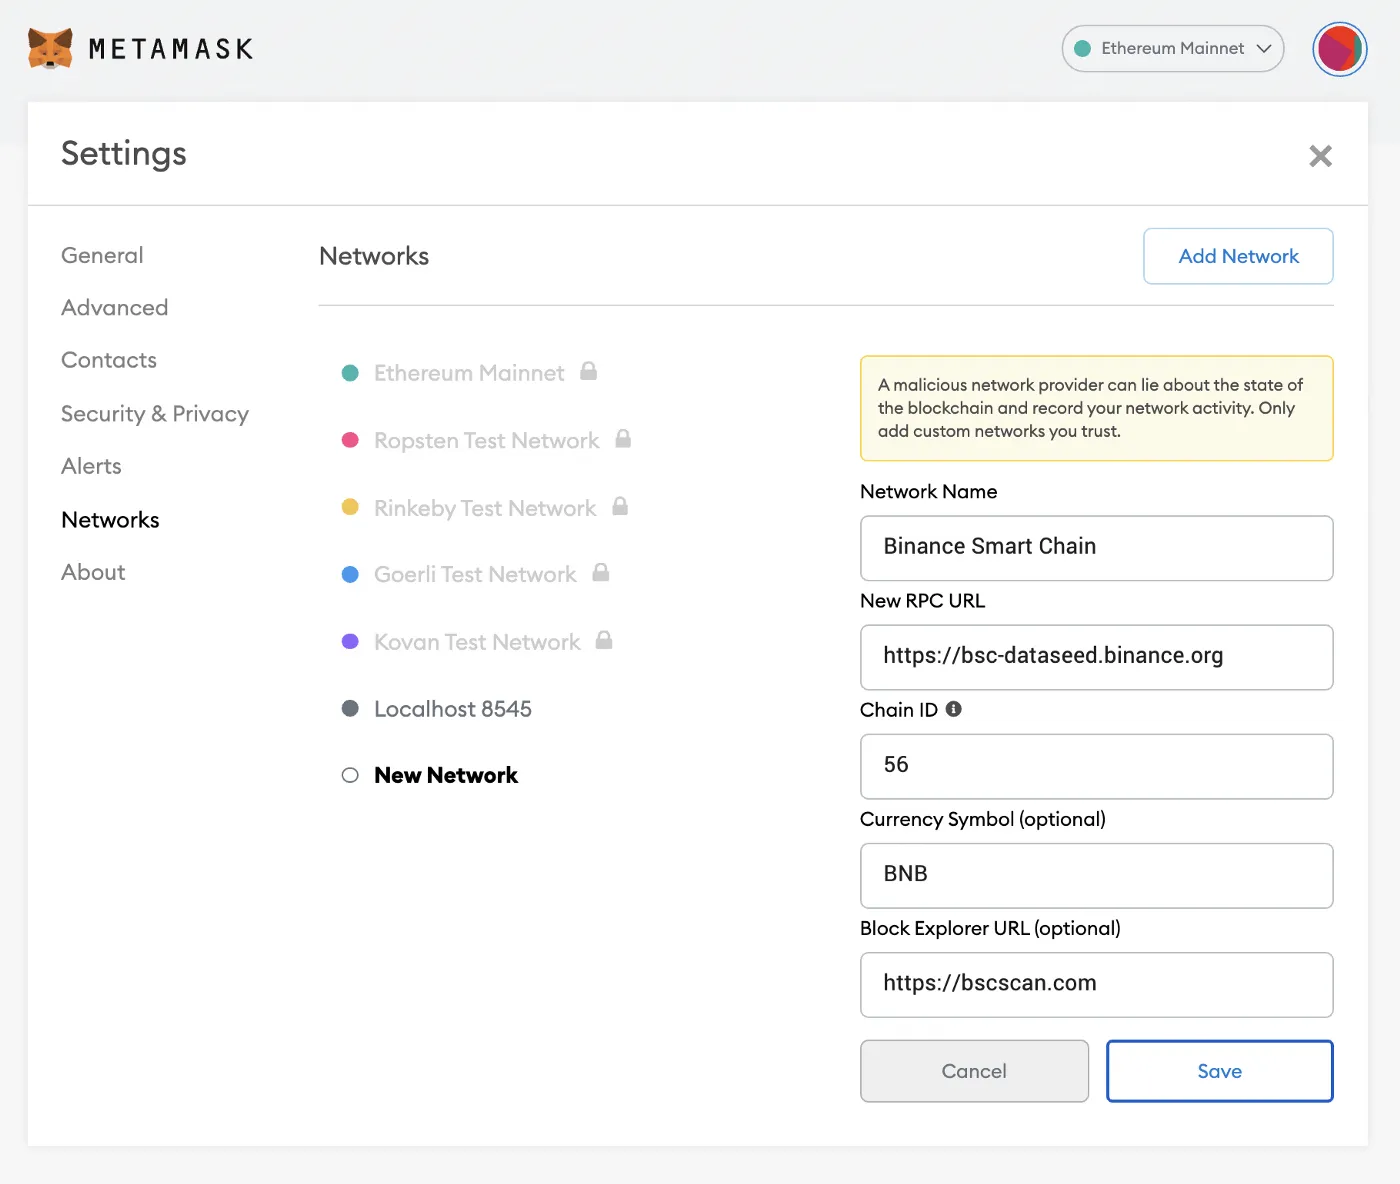 METAMASK
Ethereum Mainnet
Settings
General
Advanced
Contacts
Security & Privacy
Alerts
Networks
About
Networks
Add Network
Ethereum Mainnet
Ropsten Test Network
Rinkeby Test Network
Goerli Test Network
Kovan Test Network
Localhost 8545
New Network
A malicious network provider can lie about the state of
the blockchain and record your network activity. Only
add custom networks you trust.
Network Name
Binance Smart Chain
New RPC URL
https://bsc-dataseed.binance.org
Chain ID
56
Currency Symbol (optional)
BNB
Block Explorer URL (optional)
https://bscscan.com
Cancel
Save